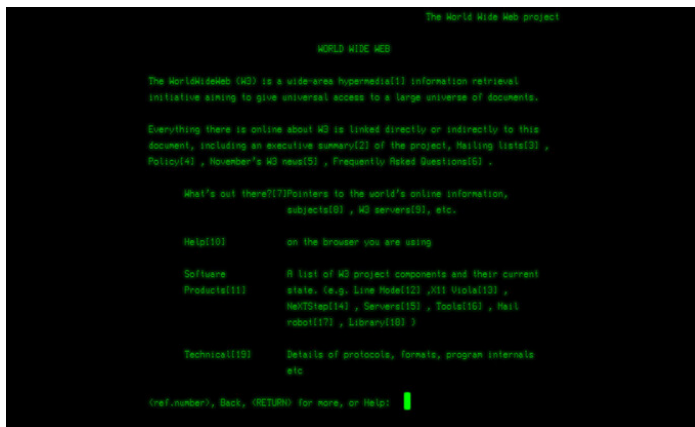 The World Wide Web project
WORLD WIDE WEB
The WorldWideWeb (W3) is a wide-area hypermedia[1] information retrieval
initiative aiming to give universal access to a large universe of documents.
Everything there is online about W3 is linked directly or indirectly to this
document, including an executive summary[2] of the project, Mailing lists[3] ,
Policy[4] , November's W3 news[5] , Frequently Asked Questions[6] .
What's out there?[7]Pointers to the world's online information,
subjects[8] , W3 servers[9], etc.
Help[10] on the browser you are using
Software A list of W3 project components and their current
Products[11] state. (e.g. Line Mode[12] ,X11 Viola[13] ,
NeXTStep[14] , Servers[15] , Tools[16] , Mail
robot[17] , Library[18] )
Technical[19] Details of protocols, formats, program internals
etc
<ref.number>, Back, <RETURN> for more, or Help: